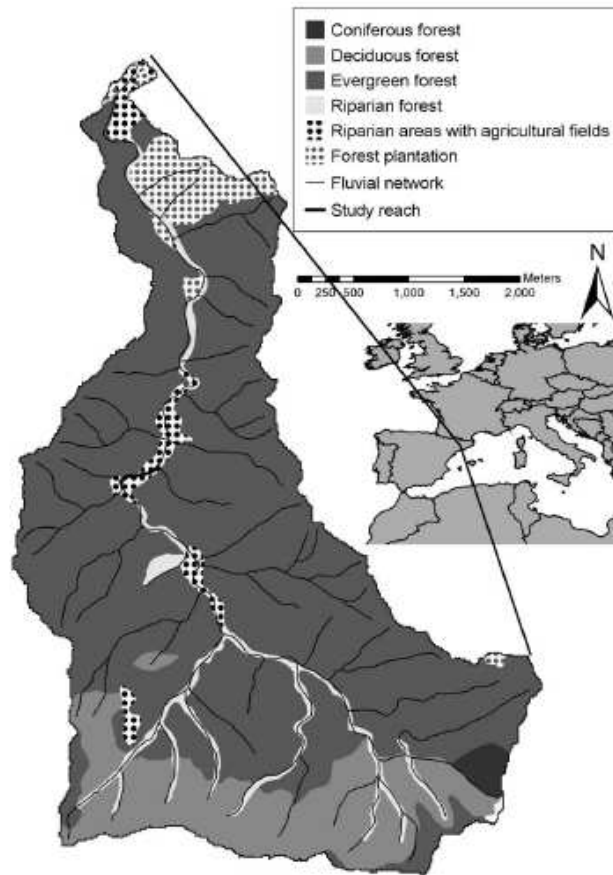 Coniferous forest
Deciduous forest
Evergreen forest
Riparian forest
Riparian areas with agricultural fields
Forest plantation
Fluvial network
Study reach
N
Meters
0 250 500 1,000 1,500 2,000